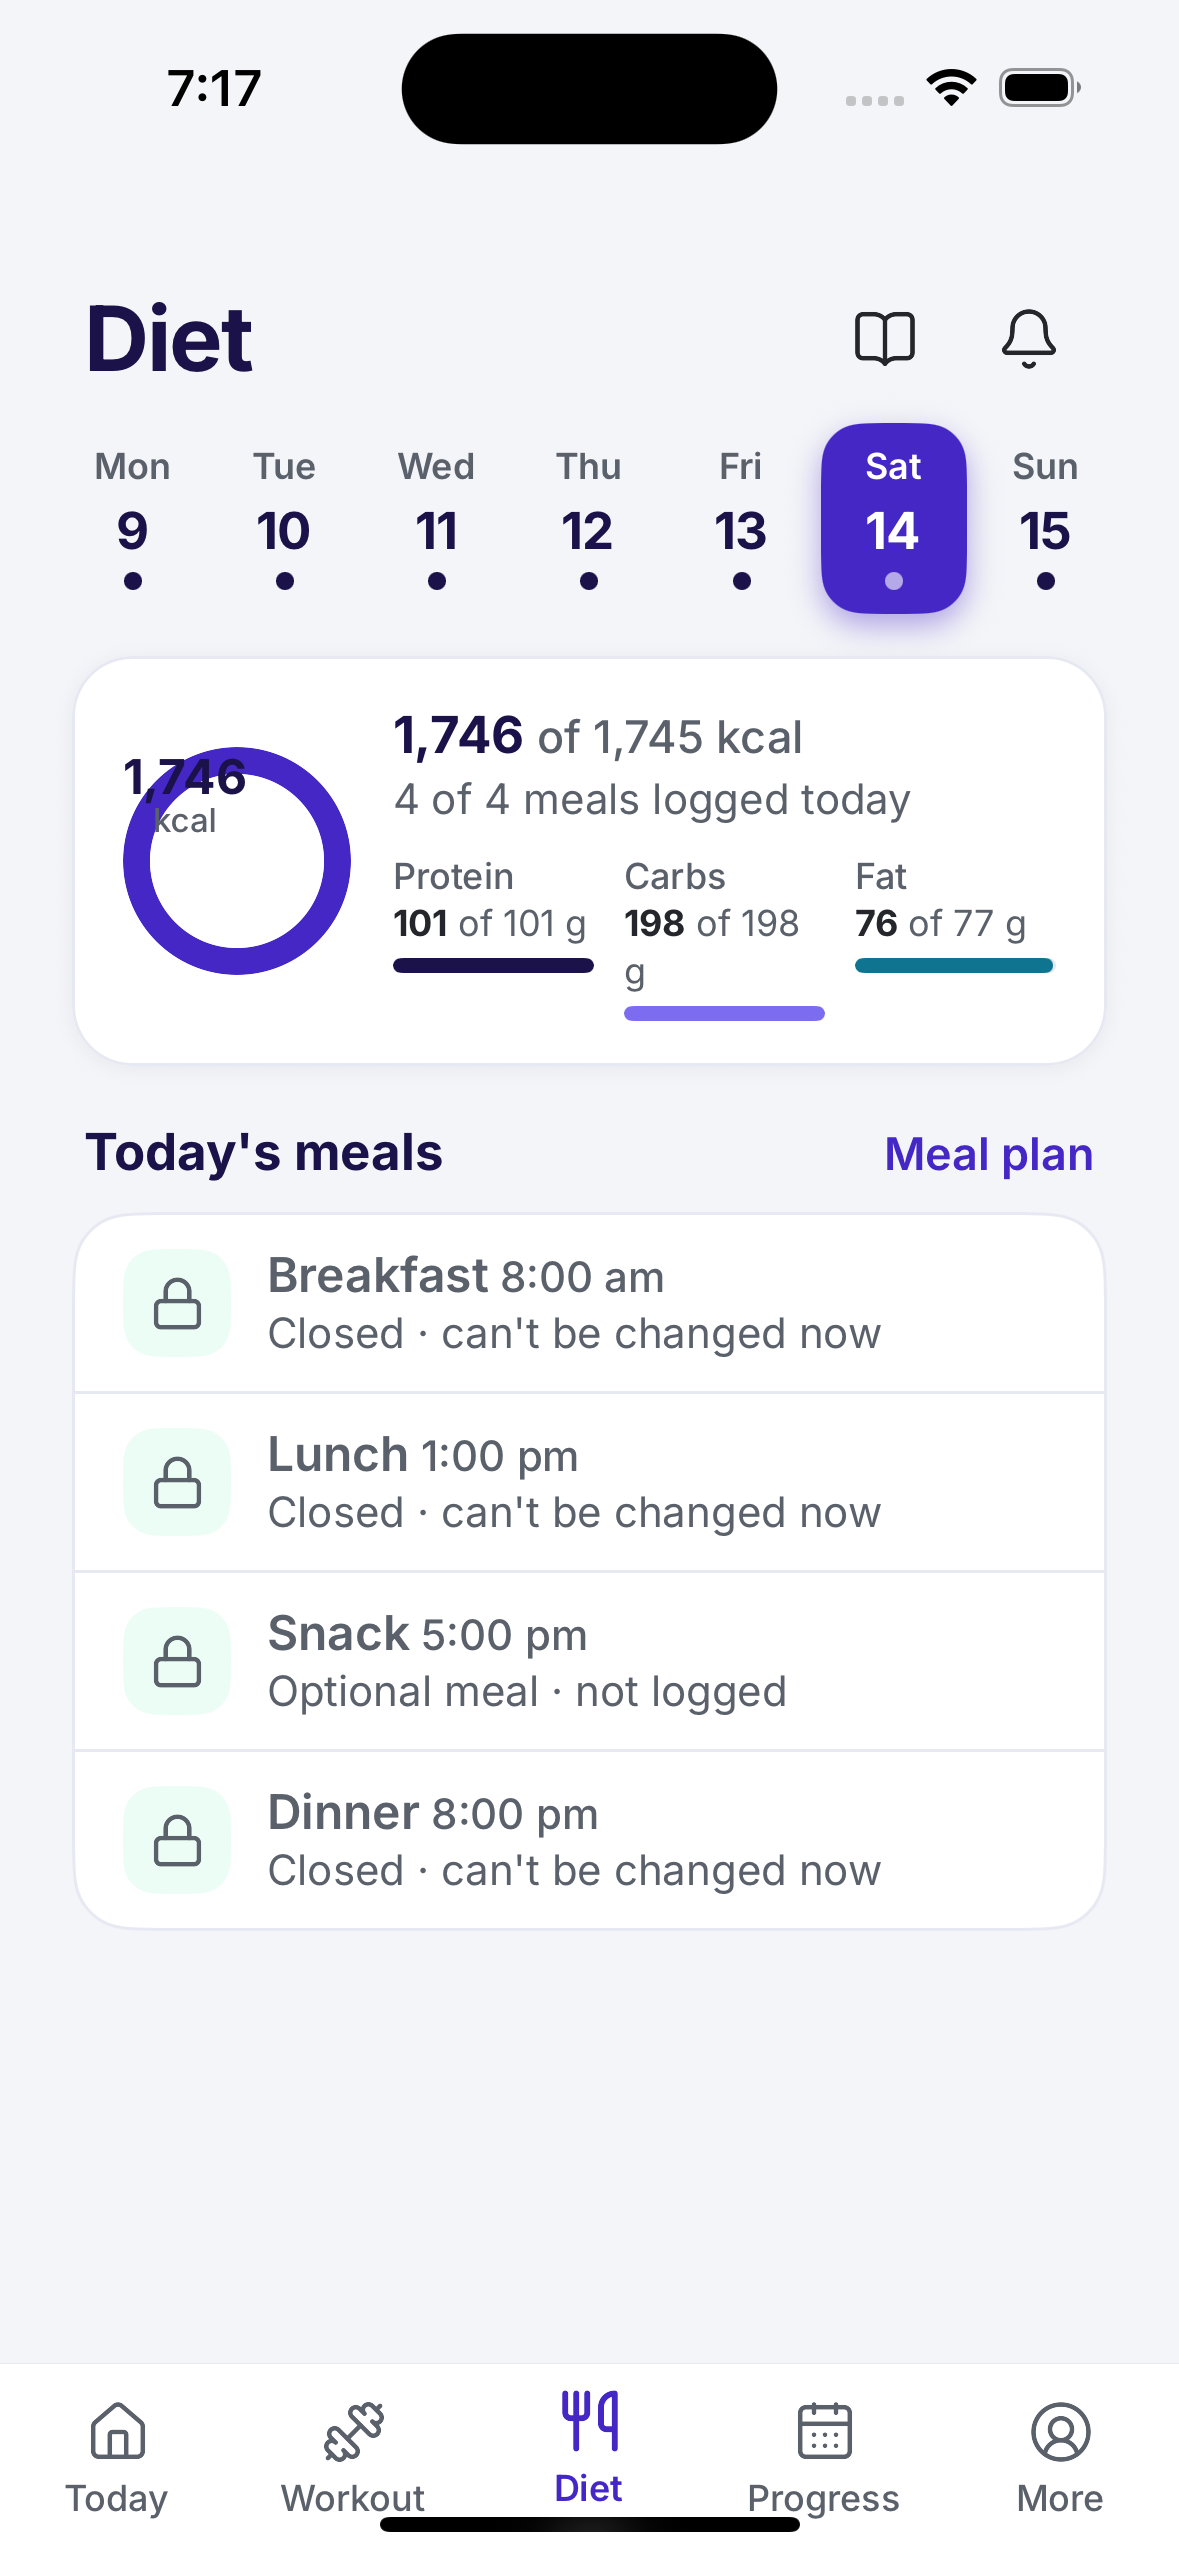 7:17
Diet
Mon Tue Wed Thu Fri Sat Sun
9 10 11 12 13 14 15
1,746
kcal
1,746 of 1,745 kcal
4 of 4 meals logged today
Protein Carbs Fat
101 of 101 g 198 of 198 g 76 of 77 g
Today's meals Meal plan
Breakfast 8:00 am
Closed · can't be changed now
Lunch 1:00 pm
Closed · can't be changed now
Snack 5:00 pm
Optional meal · not logged
Dinner 8:00 pm
Closed · can't be changed now
Today Workout Diet Progress More